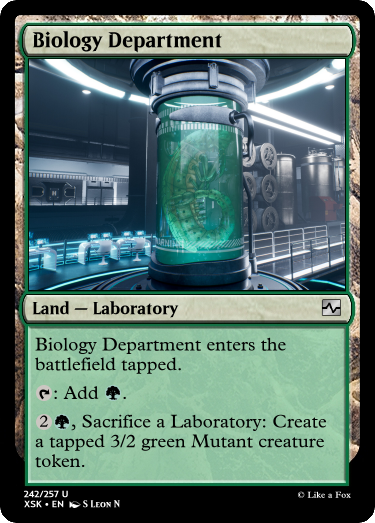 Biology Department
Land — Laboratory
Biology Department enters the
battlefield tapped.
: Add .
2 , Sacrifice a Laboratory: Create
a tapped 3/2 green Mutant creature
token.
242/257 U
XSK • EN S Leon N
© Like a Fox